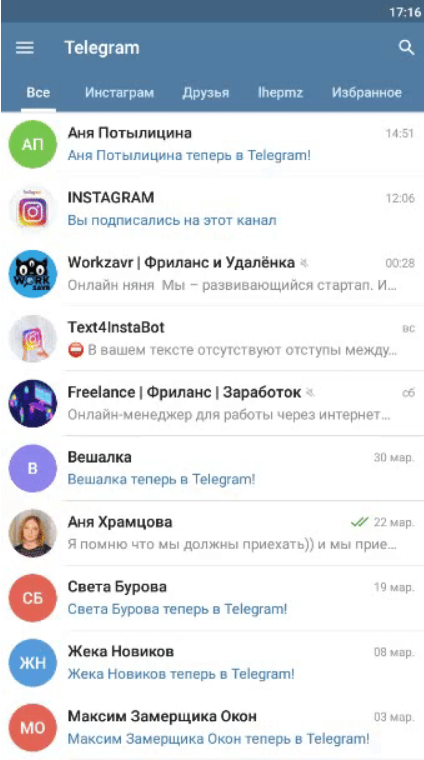 17:16
Telegram
Все Инстаграм Друзья lhepmz Избранное
АП Аня Потылицина 14:51
Аня Потылицина теперь в Telegram!
INSTAGRAM 12:06
Вы подписались на этот канал
Workzavr | Фриланс и Удалёнка 00:28
WORK ZAVR
Онлайн няня Мы – развивающийся стартап. И...
Text4InstaBot вс
В вашем тексте отсутствуют отступы между...
Freelance | Фриланс | Заработок сб
Онлайн-менеджер для работы через интернет...
В Вешалка 30 мар.
Вешалка теперь в Telegram!
Аня Храмцова 22 мар.
Я помню что мы должны приехать)) и мы прие...
СБ Света Бурова 19 мар.
Света Бурова теперь в Telegram!
ЖН Жека Новиков 08 мар.
Жека Новиков теперь в Telegram!
МО Максим Замерщика Окон 03 мар.
Максим Замерщика Окон теперь в Telegram!